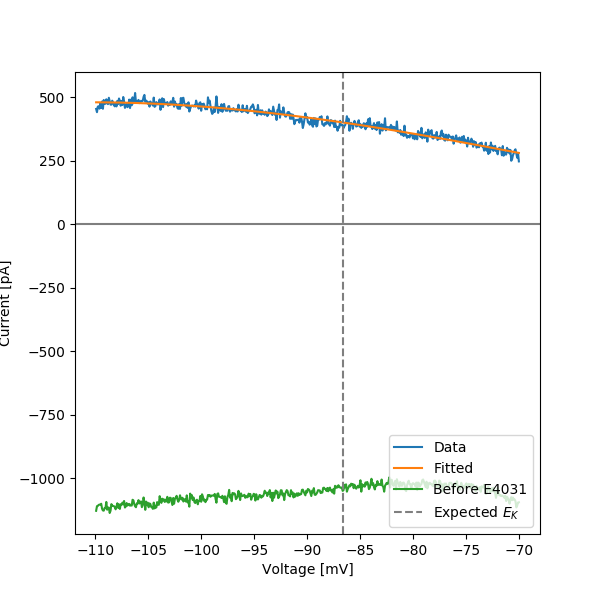 500
250
0
−250
−500
−750
−1000
Current [pA]
Data
Fitted
Before E4031
Expected E_K
−110 −105 −100 −95 −90 −85 −80 −75 −70
Voltage [mV]